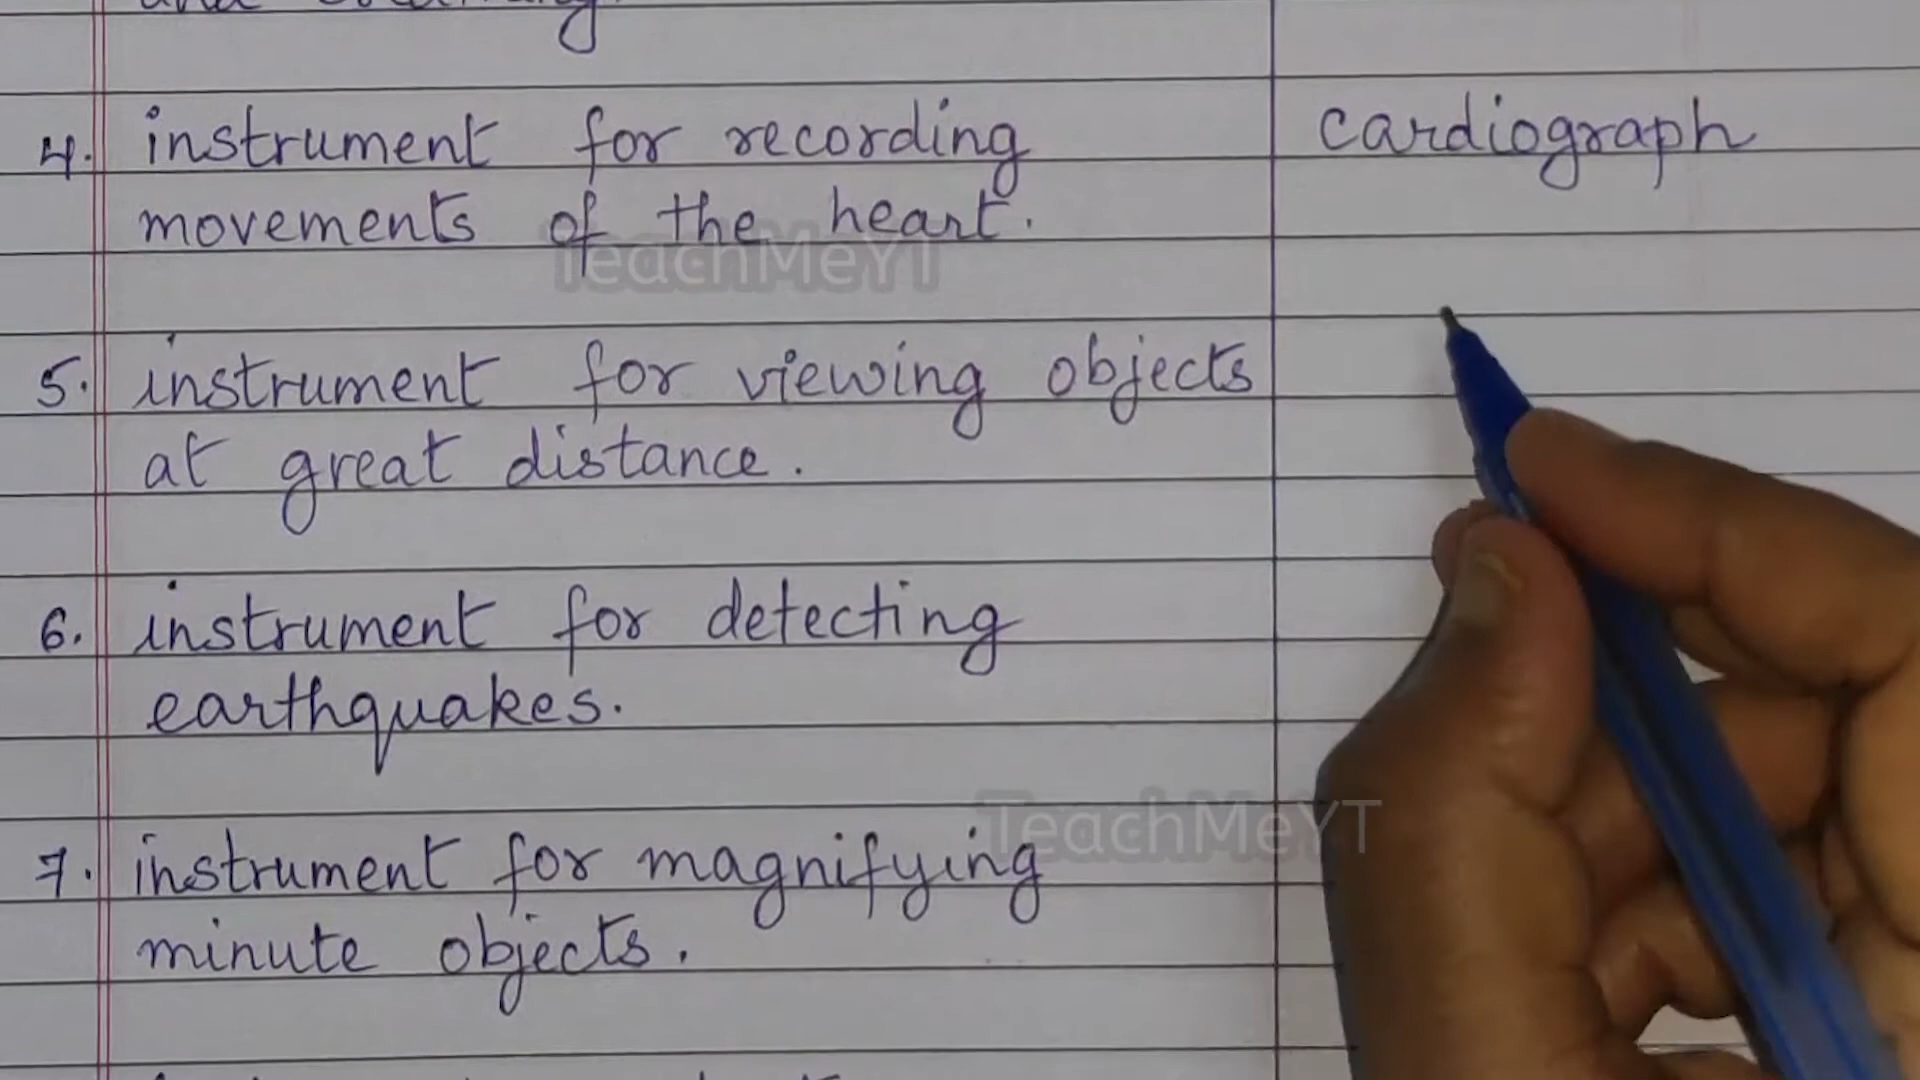 4. instrument for recording cardiograph
movements of the heart.
TeachMeYT
5. instrument for viewing objects
at great distance.
6. instrument for detecting
earthquakes.
TeachMeYT
7. instrument for magnifying
minute objects.